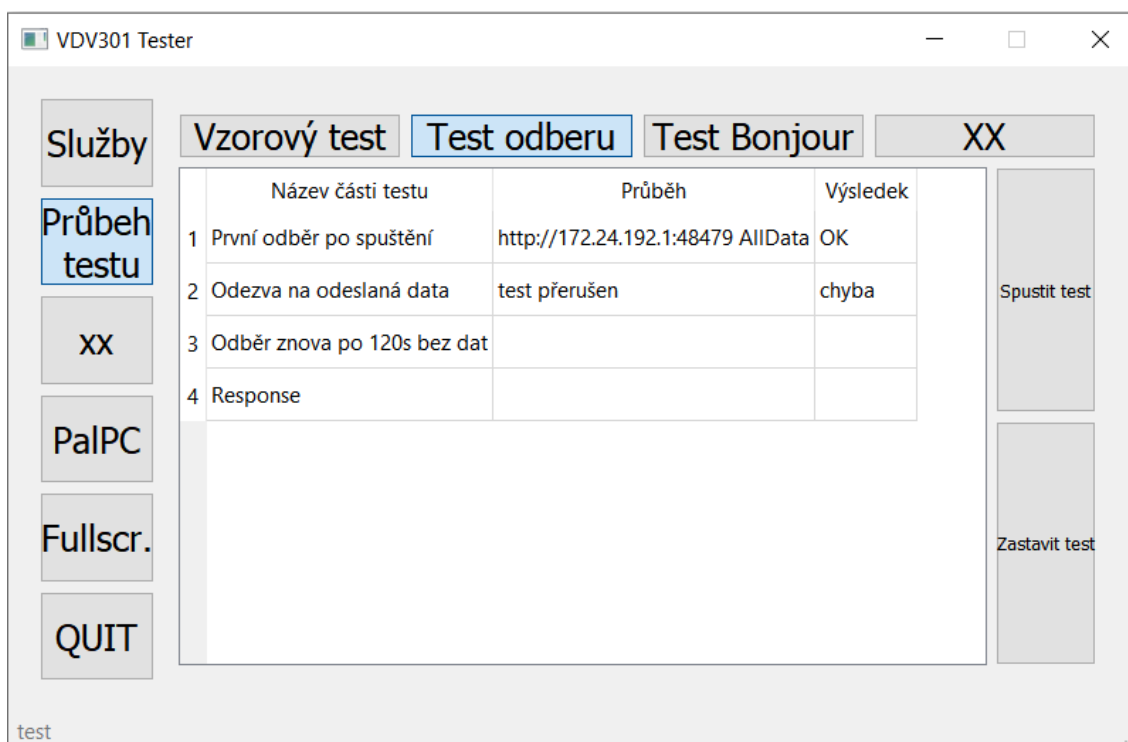 VDV301 Tester
Služby
Průbeh
testu
xx
PalPC
Fullscr.
QUIT
Vzorový test
Test odberu
Test Bonjour
XX
Název části testu Průběh Výsledek
1 První odběr po spuštění http://172.24.192.1:48479 AllData OK
2 Odezva na odeslaná data test přerušen chyba
3 Odběr znova po 120s bez dat
4 Response
Spustit test
Zastavit test
test